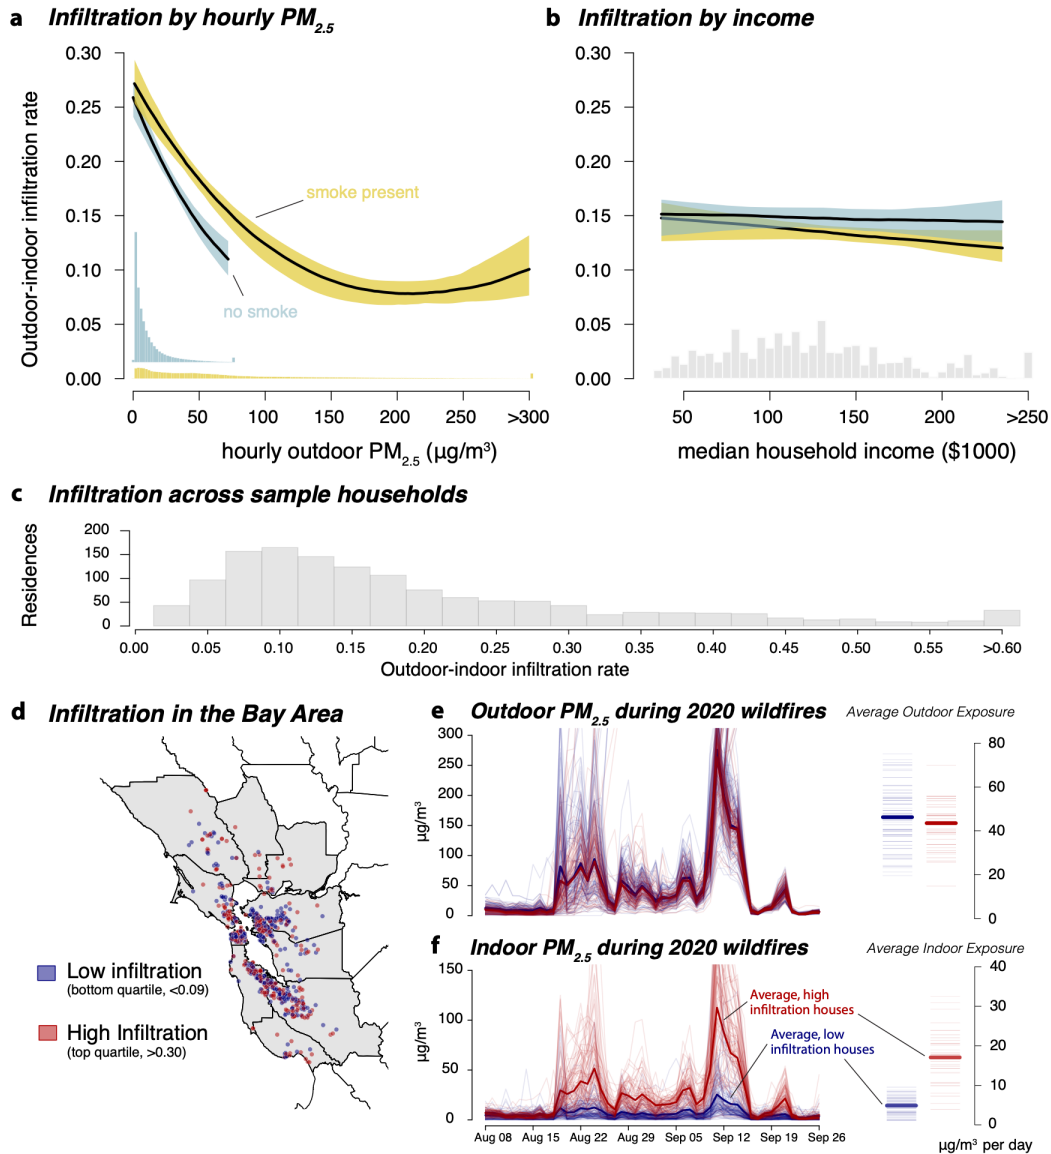 a Infiltration by hourly PM2.5
0.30
0.25
0.20
0.15
0.10
0.05
0.00
Outdoor-indoor infiltration rate
smoke present
no smoke
0 50 100 150 200 250 >300
hourly outdoor PM2.5 (µg/m³)
b Infiltration by income
0.30
0.25
0.20
0.15
0.10
0.05
0.00
50 100 150 200 >250
median household income ($1000)
c Infiltration across sample households
200
150
100
50
0
Residences
0.00 0.05 0.10 0.15 0.20 0.25 0.30 0.35 0.40 0.45 0.50 0.55 >0.60
Outdoor-indoor infiltration rate
d Infiltration in the Bay Area
Low infiltration
(bottom quartile, <0.09)
High Infiltration
(top quartile, >0.30)
e Outdoor PM2.5 during 2020 wildfires
Average Outdoor Exposure
300
250
200
150
100
50
0
µg/m³
80
60
40
20
0
f Indoor PM2.5 during 2020 wildfires
Average Indoor Exposure
150
100
50
0
µg/m³
Average, high
infiltration houses
Average, low
infiltration houses
40
30
20
10
0
Aug 08 Aug 15 Aug 22 Aug 29 Sep 05 Sep 12 Sep 19 Sep 26
µg/m³ per day